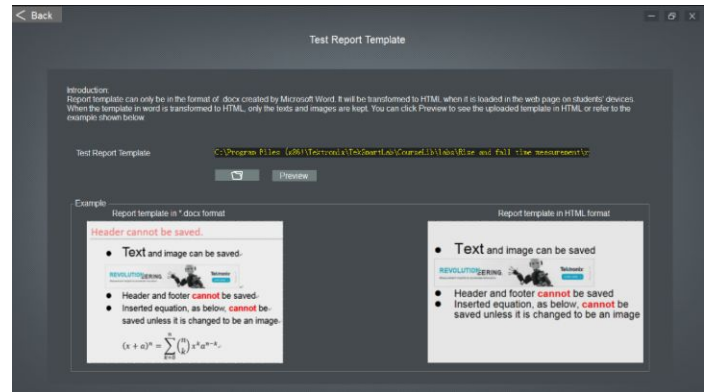 < Back
Test Report Template
Introduction:
Report template can only be in the format of .docx created by Microsoft Word. It will be transformed to HTML when it is loaded in the web page on students' devices.
When the template in word is transformed to HTML, only the texts and images are kept. You can click Preview to see the uploaded template in HTML or refer to the
example shown below
Test Report Template
C:\Program Files (x86)\Tektronix\TekSmartLab\CourseLib\labs\Rise and fall time measurement\r
Preview
Example
Report template in *.docx format
Header cannot be saved.
● Text and image can be saved
REVOLUTIONEERING
Tektronix
● Header and footer cannot be saved
● Inserted equation, as below, cannot be
saved unless it is changed to be an image
(x + a)ⁿ = ∑ₖ₌₀ⁿ (n k) xᵏaⁿ⁻ᵏ
Report template in HTML format
● Text and image can be saved
REVOLUTIONEERING
Tektronix
● Header and footer cannot be saved
● Inserted equation, as below, cannot be
saved unless it is changed to be an image